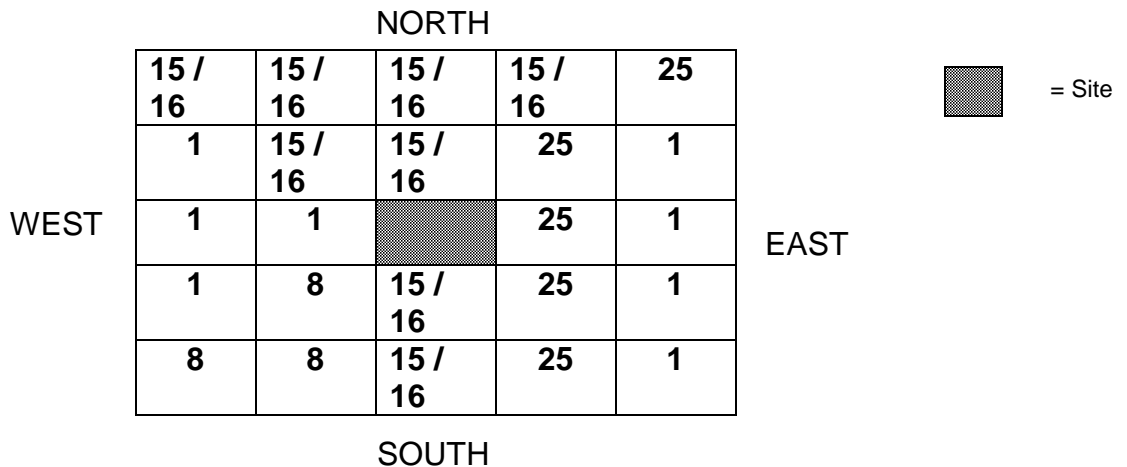 NORTH
15 / 15 / 15 / 15 / 25
16 16 16 16
= Site
1 15 / 15 / 25 1
16 16
WEST
1 1 25 1
EAST
1 8 15 / 25 1
16
8 8 15 / 25 1
16
SOUTH